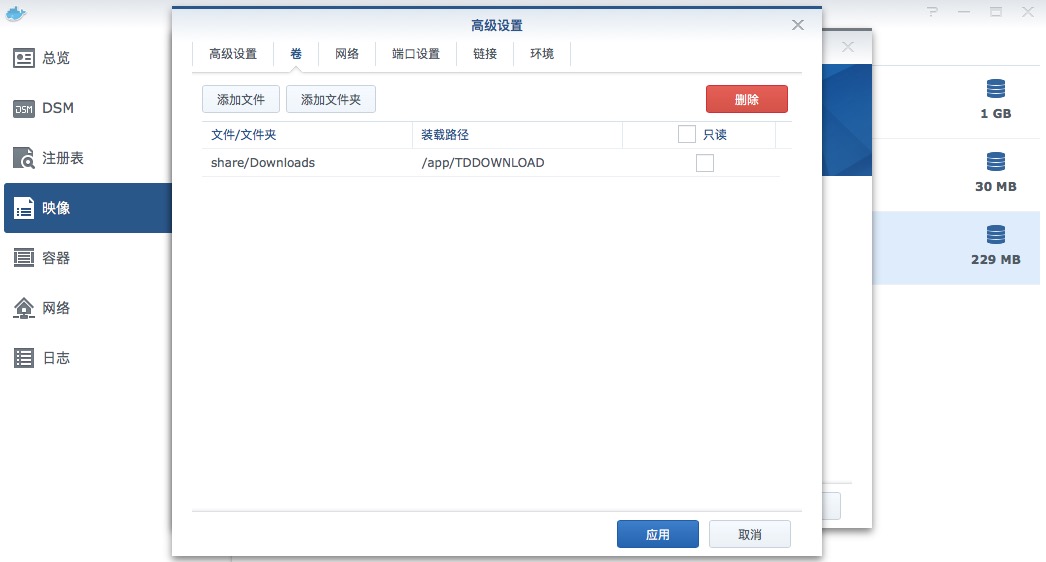 高级设置
高级设置 卷 网络 端口设置 链接 环境
添加文件 添加文件夹 删除
文件/文件夹 装载路径 只读
share/Downloads /app/TDDOWNLOAD
应用 取消
总览
DSM DSM
注册表
映像
容器
网络
日志
1 GB
30 MB
229 MB